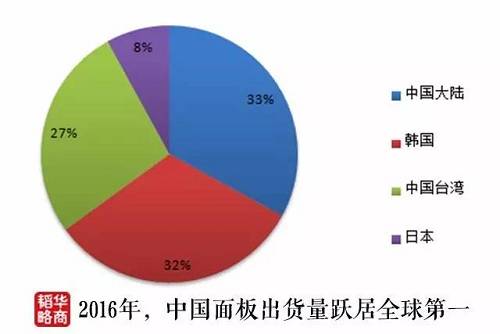 8%
33%
27%
32%
中国大陆
韩国
中国台湾
日本
华商
韬略
2016年，中国面板出货量跃居全球第一